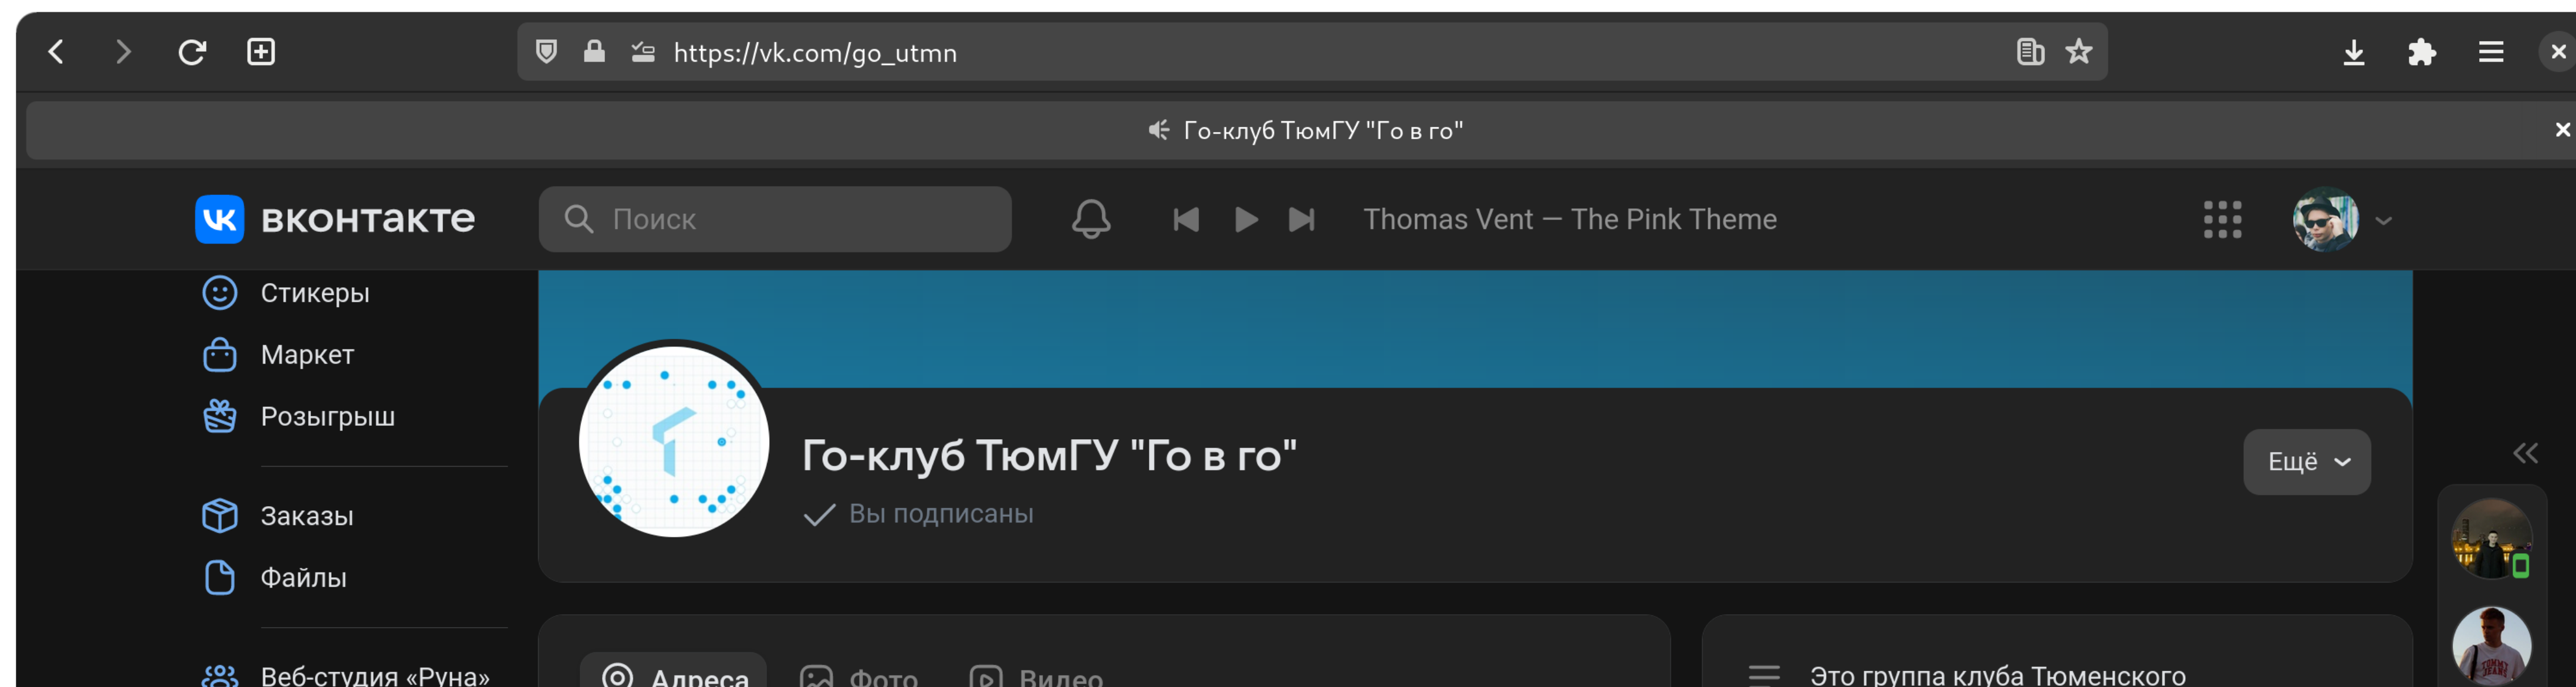 https://vk.com/go_utmn
Го-клуб ТюмГУ "Го в го"
вконтакте
Поиск
Thomas Vent — The Pink Theme
Стикеры
Маркет
Розыгрыш
Заказы
Файлы
Веб-студия «Руна»
Го-клуб ТюмГУ "Го в го"
Вы подписаны
Ещё
Адреса
Фото
Видео
Это группа клуба Тюменского